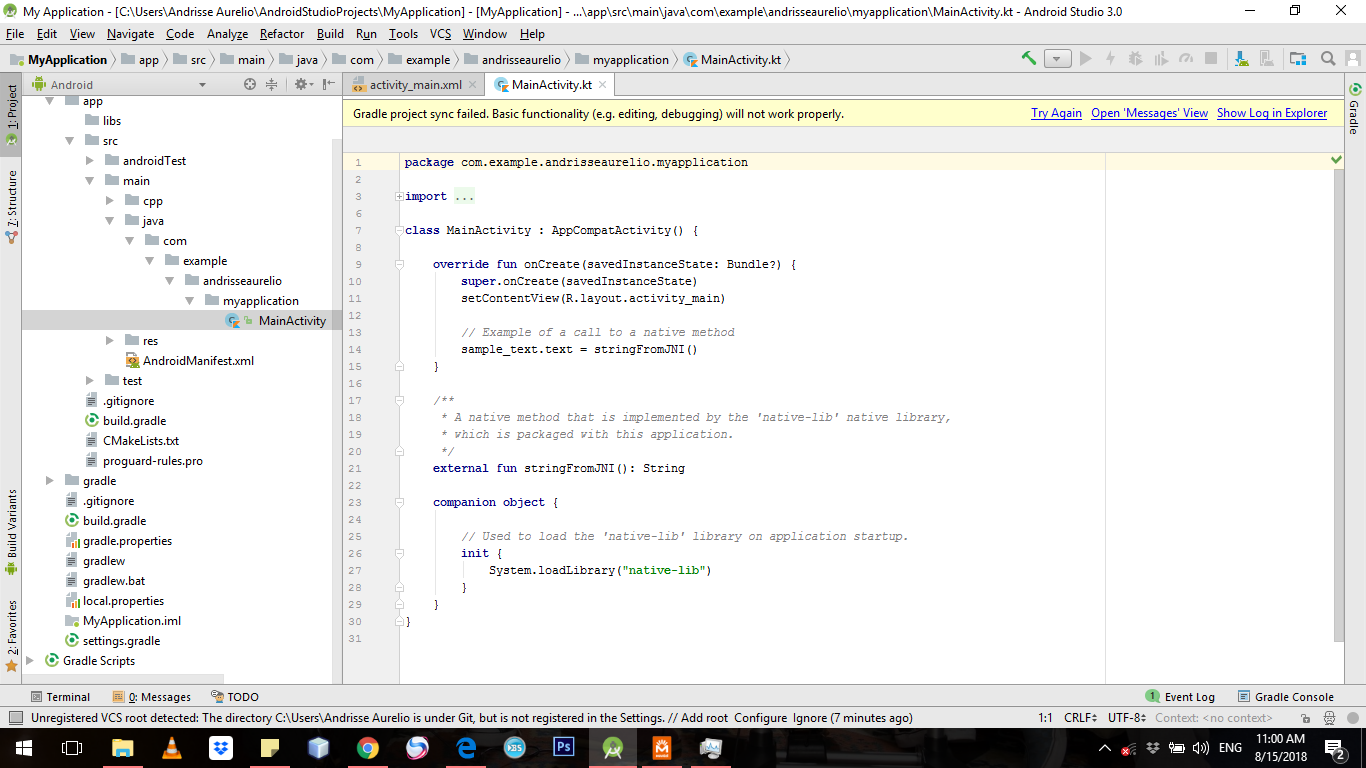 My Application - [C:\Users\Andrisse Aurelio\AndroidStudioProjects\MyApplication] - [MyApplication] - ...\app\src\main\java\com\example\andrisseaurelio\myapplication\MainActivity.kt - Android Studio 3.0
File Edit View Navigate Code Analyze Refactor Build Run Tools VCS Window Help
MyApplication app src main java com example andrisseaurelio myapplication MainActivity.kt
Android
activity_main.xml MainActivity.kt
1: Project
7: Structure
Build Variants
2: Favorites
app
libs
src
androidTest
main
cpp
java
com
example
andrisseaurelio
myapplication
MainActivity
res
AndroidManifest.xml
test
.gitignore
build.gradle
CMakeLists.txt
proguard-rules.pro
gradle
.gitignore
build.gradle
gradle.properties
gradlew
gradlew.bat
local.properties
MyApplication.iml
settings.gradle
Gradle Scripts
Gradle project sync failed. Basic functionality (e.g. editing, debugging) will not work properly. Try Again Open 'Messages' View Show Log in Explorer
Gradle
1 package com.example.andrisseaurelio.myapplication
2
3 import ...
6
7 class MainActivity : AppCompatActivity() {
8
9 override fun onCreate(savedInstanceState: Bundle?) {
10 super.onCreate(savedInstanceState)
11 setContentView(R.layout.activity_main)
12
13 // Example of a call to a native method
14 sample_text.text = stringFromJNI()
15 }
16
17 /**
18 * A native method that is implemented by the 'native-lib' native library,
19 * which is packaged with this application.
20 */
21 external fun stringFromJNI(): String
22
23 companion object {
24
25 // Used to load the 'native-lib' library on application startup.
26 init {
27 System.loadLibrary("native-lib")
28 }
29 }
30 }
31
Terminal 0: Messages TODO 1 Event Log Gradle Console
Unregistered VCS root detected: The directory C:\Users\Andrisse Aurelio is under Git, but is not registered in the Settings. // Add root Configure Ignore (7 minutes ago) 1:1 CRLF UTF-8 Context: <no context>
KBS
Ps
ENG
11:00 AM
8/15/2018
2